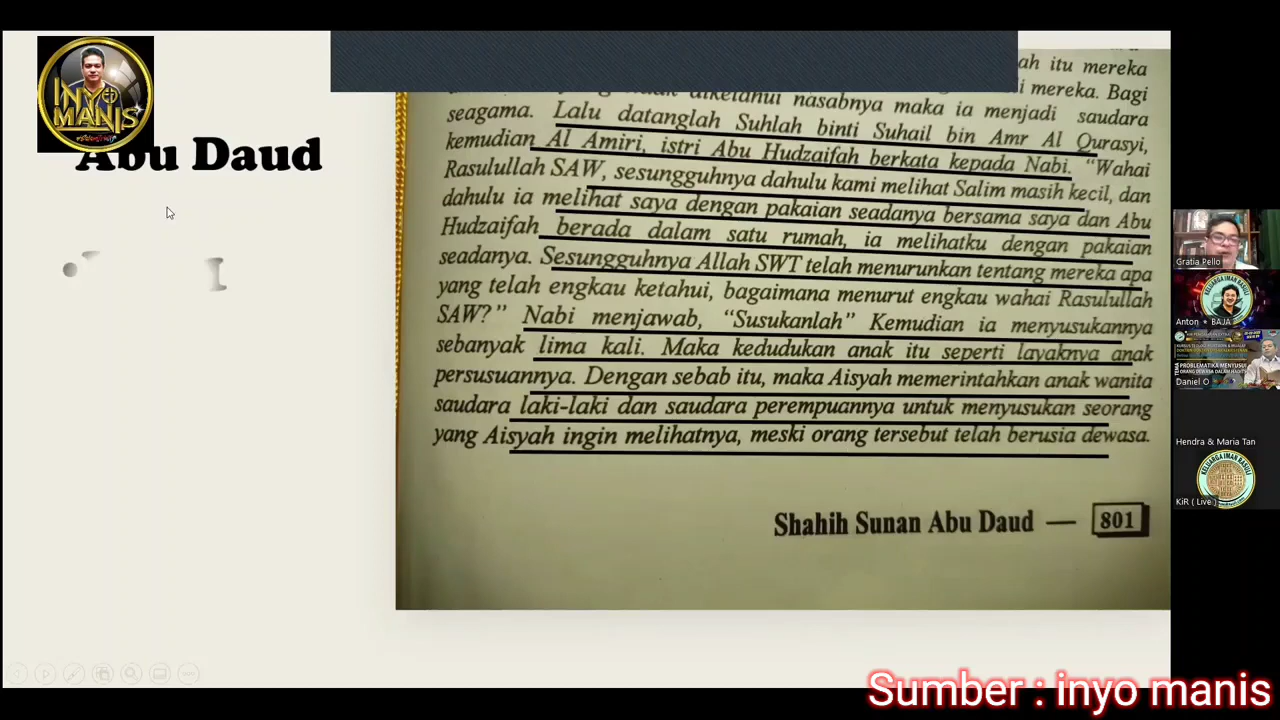 INYO
MANIS
Abu Daud
ah itu mereka
mereka. Bagi
diketahui nasabnya maka ia menjadi saudara
seagama. Lalu datanglah Suhlah binti Suhail bin Amr Al Qurasyi,
kemudian Al Amiri, istri Abu Hudzaifah berkata kepada Nabi. “Wahai
Rasulullah SAW, sesungguhnya dahulu kami melihat Salim masih kecil, dan
dahulu ia melihat saya dengan pakaian seadanya bersama saya dan Abu
Hudzaifah berada dalam satu rumah, ia melihatku dengan pakaian
seadanya. Sesungguhnya Allah SWT telah menurunkan tentang mereka apa
yang telah engkau ketahui, bagaimana menurut engkau wahai Rasulullah
SAW?” Nabi menjawab, “Susukanlah” Kemudian ia menyusukannya
sebanyak lima kali. Maka kedudukan anak itu seperti layaknya anak
persusuannya. Dengan sebab itu, maka Aisyah memerintahkan anak wanita
saudara laki-laki dan saudara perempuannya untuk menyusukan seorang
yang Aisyah ingin melihatnya, meski orang tersebut telah berusia dewasa.
Shahih Sunan Abu Daud — 801
Gratia Pello
Anton ★ BAJA
PROBLEMATIKA MENYUSUI
Daniel O
Hendra & Maria Tan
KELUARGA IMAN RASULI
KiR ( Live )
Sumber : inyo manis